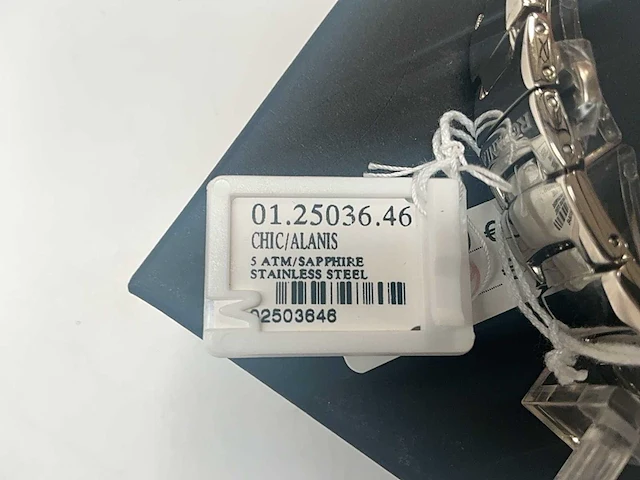 01.25036.46
CHIC/ALANIS
5 ATM/SAPPHIRE
STAINLESS STEEL
02503646
€